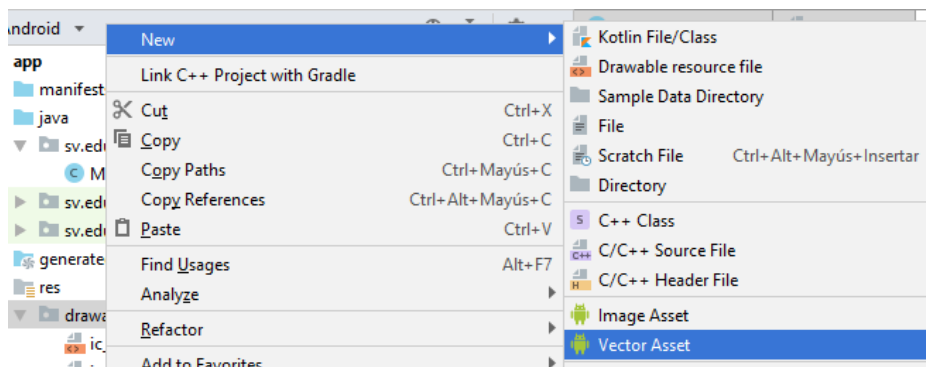 Android
app
manifest
java
sv.edu
M
sv.edu
sv.edu
generate
res
drawa
ic_
New
Link C++ Project with Gradle
Cut Ctrl+X
Copy Ctrl+C
Copy Paths Ctrl+Mayús+C
Copy References Ctrl+Alt+Mayús+C
Paste Ctrl+V
Find Usages Alt+F7
Analyze
Refactor
Add to Favorites
Kotlin File/Class
Drawable resource file
Sample Data Directory
File
Scratch File Ctrl+Alt+Mayús+Insertar
Directory
C++ Class
C/C++ Source File
C/C++ Header File
Image Asset
Vector Asset